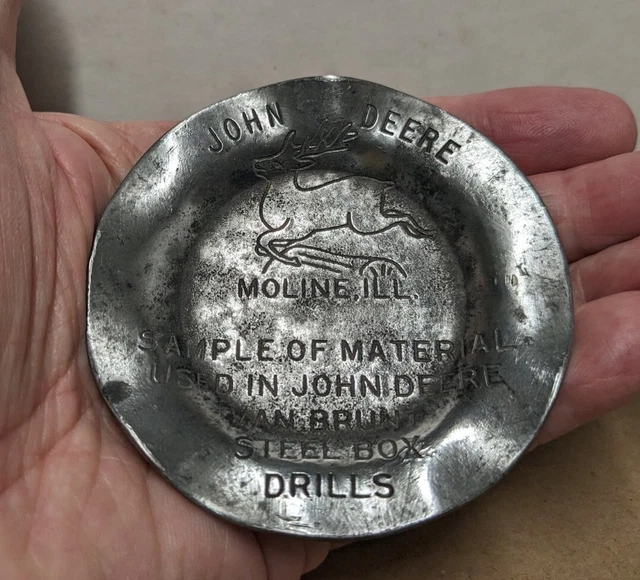 JOHN DEERE
MOLINE, ILL.
SAMPLE OF MATERIAL
USED IN JOHN DEERE
VAN BRUNT
STEEL BOX
DRILLS